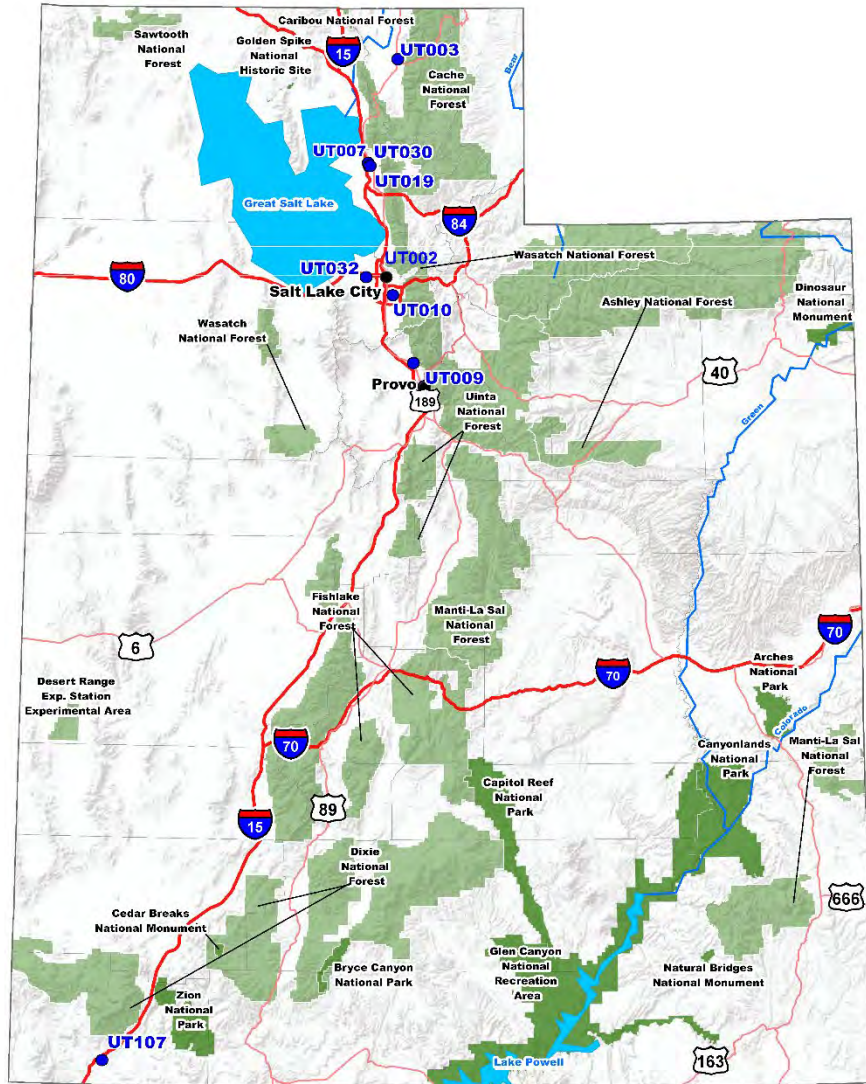 Caribou National Forest
Sawtooth
National
Forest
Golden Spike
National
Historic Site
15
UT003
Bear
Cache
National
Forest
UT007
UT030
UT019
Great Salt Lake
84
80
UT032
UT002
Wasatch National Forest
Salt Lake City
UT010
Ashley National Forest
Dinosaur
National
Monument
Wasatch
National Forest
40
Provo
UT009
189
Uinta
National
Forest
Green
Fishlake
National
Forest
Manti-La Sal
National
Forest
6
70
70
Arches
National
Park
Desert Range
Exp. Station
Experimental Area
Colorado
70
Canyonlands
National
Park
Manti-La Sal
National
Forest
Capitol Reef
National
Park
89
15
Dixie
National
Forest
666
Cedar Breaks
National Monument
Bryce Canyon
National Park
Glen Canyon
National
Recreation
Area
Natural Bridges
National Monument
Zion
National
Park
UT107
Lake Powell
163